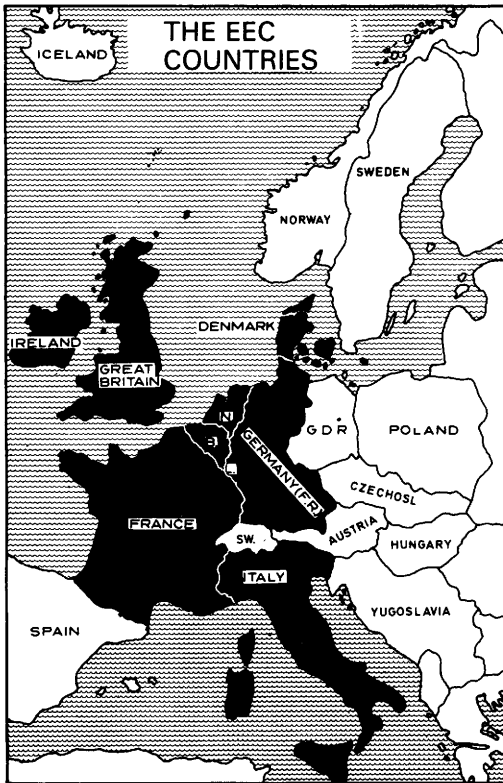 THE EEC
COUNTRIES
ICELAND
SWEDEN
NORWAY
DENMARK
IRELAND
GREAT
BRITAIN
N
B
L
GDR
POLAND
GERMANY(F.R)
CZECHOSL
FRANCE
SW.
AUSTRIA
HUNGARY
ITALY
YUGOSLAVIA
SPAIN